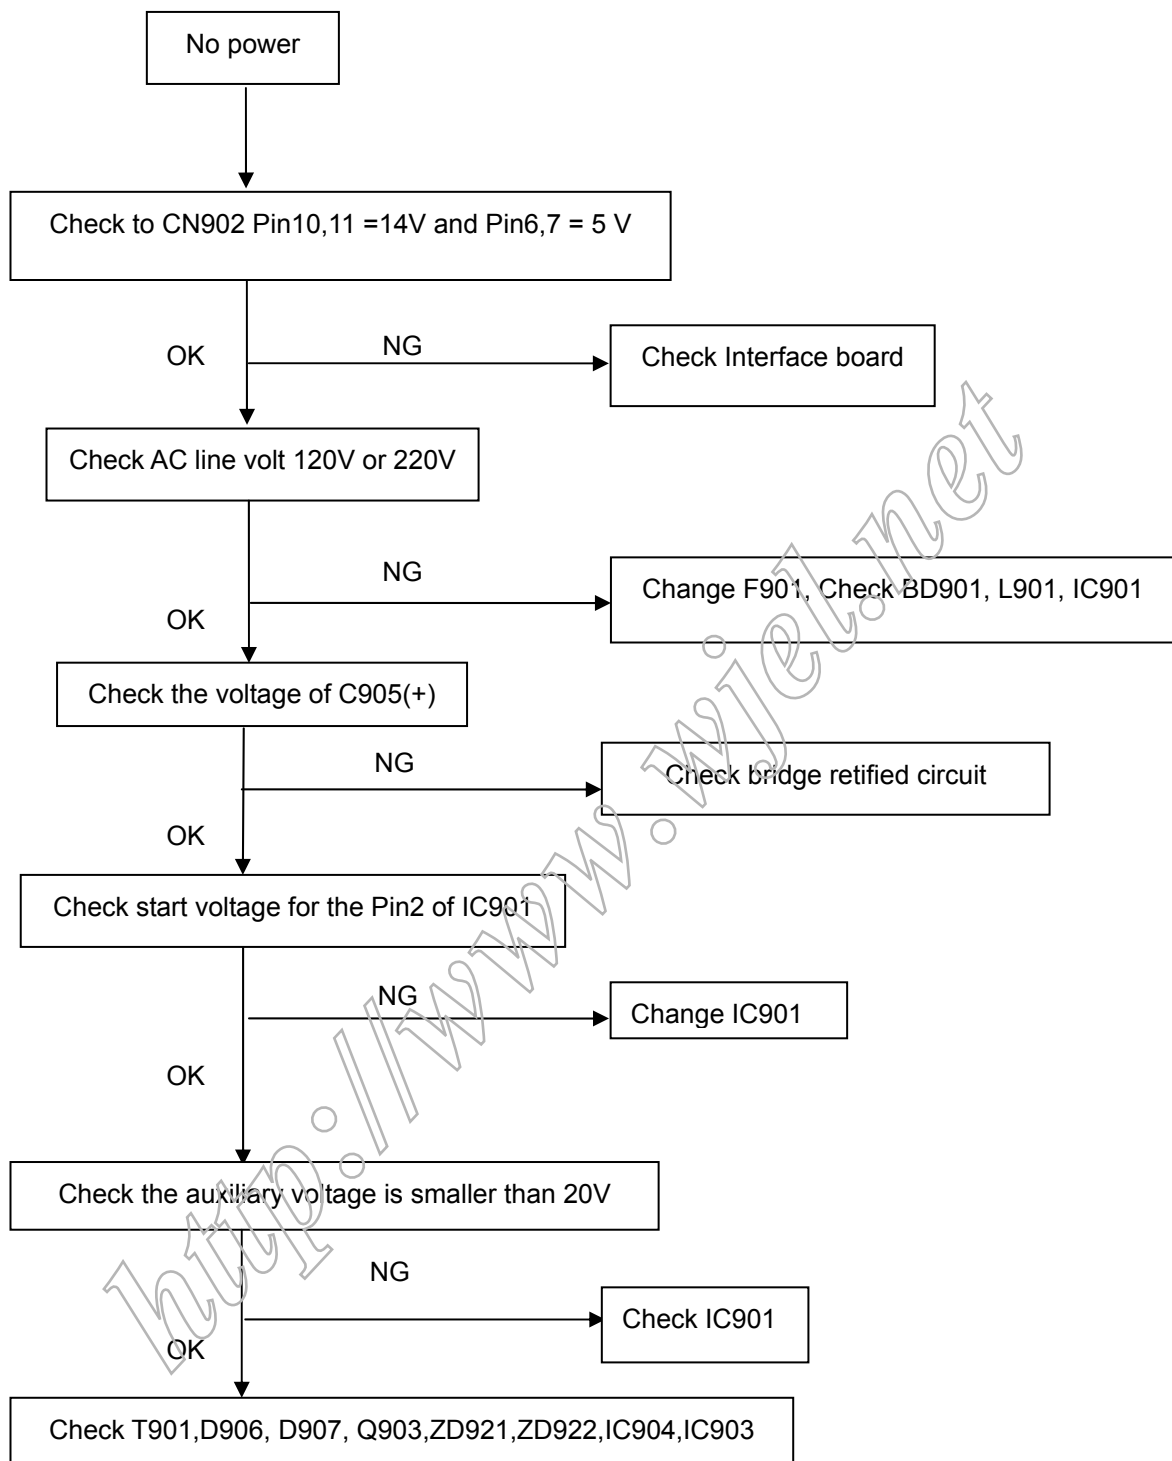 No power
Check to CN902 Pin10,11 =14V and Pin6,7 = 5 V
OK
NG
Check Interface board
Check AC line volt 120V or 220V
NG
Change F901, Check BD901, L901, IC901
OK
Check the voltage of C905(+)
NG
Check bridge retified circuit
OK
Check start voltage for the Pin2 of IC901
NG
Change IC901
OK
Check the auxiliary voltage is smaller than 20V
NG
Check IC901
OK
Check T901,D906, D907, Q903,ZD921,ZD922,IC904,IC903
http://www.wjel.net